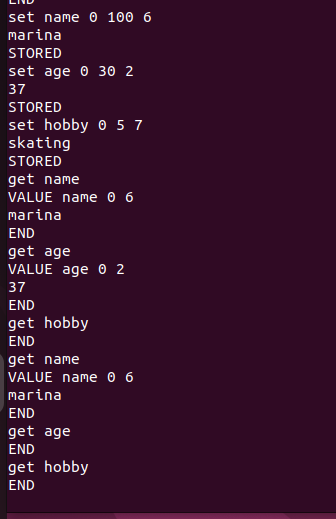 END
set name 0 100 6
marina
STORED
set age 0 30 2
37
STORED
set hobby 0 5 7
skating
STORED
get name
VALUE name 0 6
marina
END
get age
VALUE age 0 2
37
END
get hobby
END
get name
VALUE name 0 6
marina
END
get age
END
get hobby
END